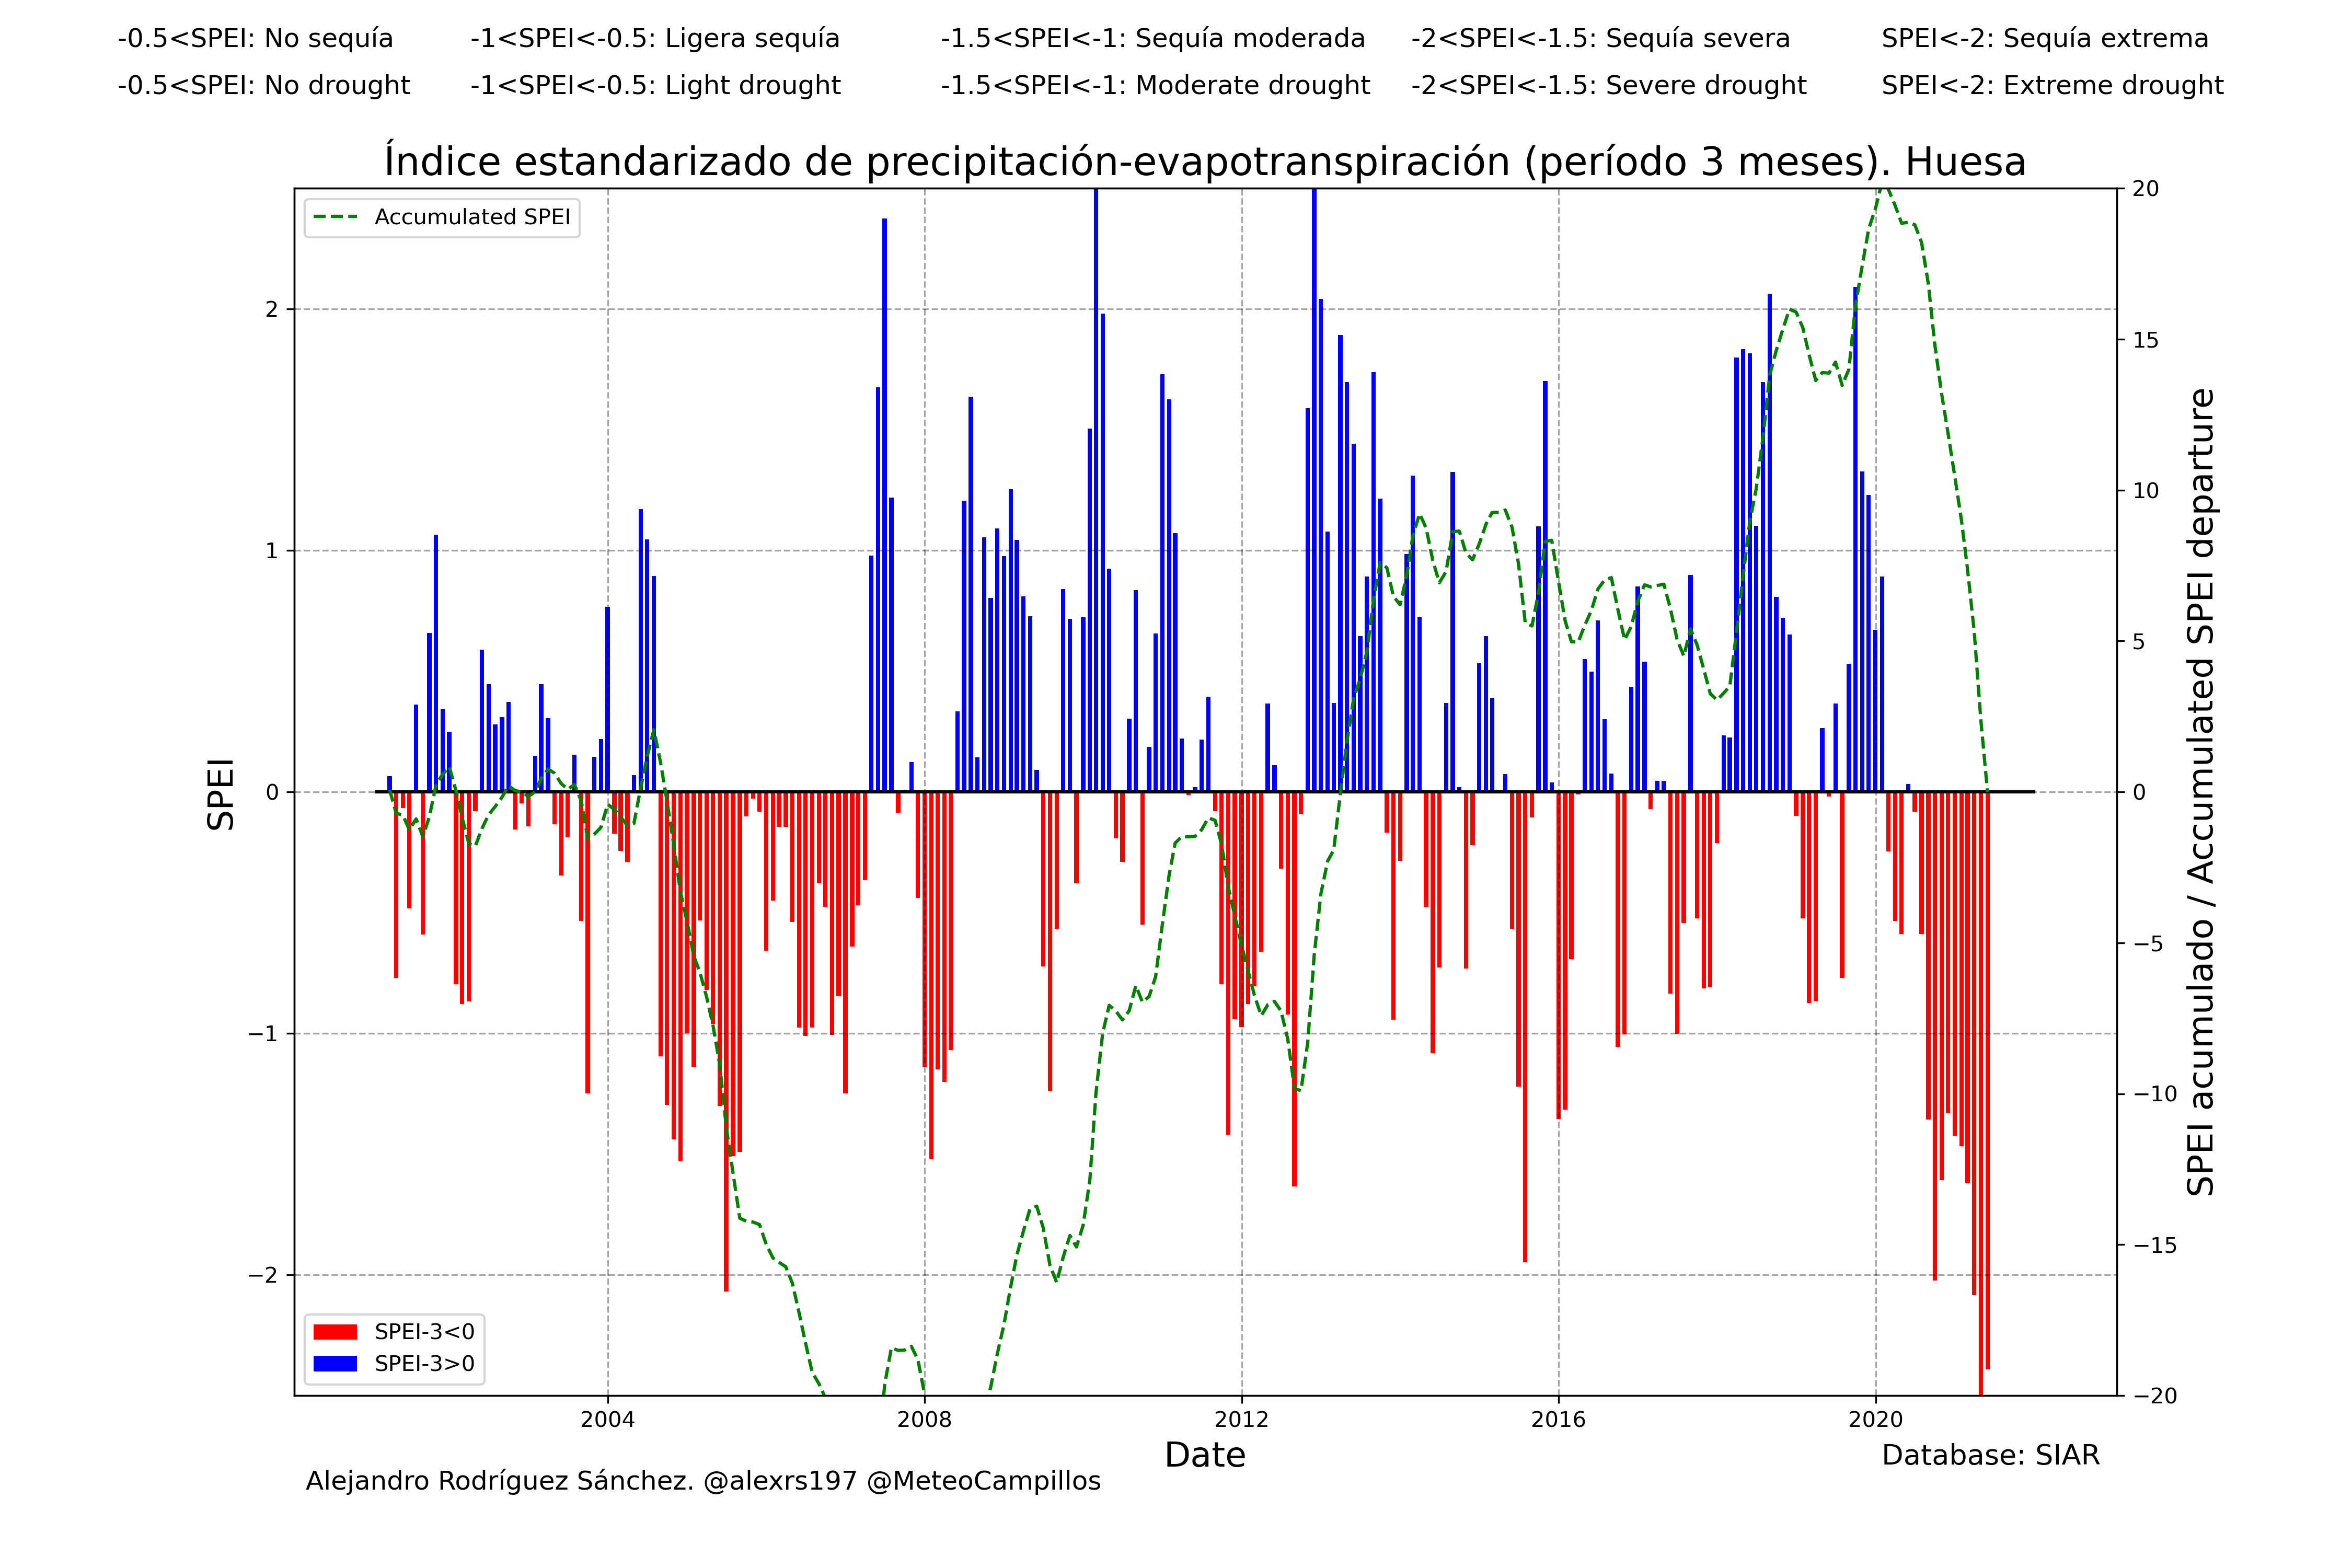 -0.5<SPEI: No sequía -1<SPEI<-0.5: Ligera sequía -1.5<SPEI<-1: Sequía moderada -2<SPEI<-1.5: Sequía severa SPEI<-2: Sequía extrema
-0.5<SPEI: No drought -1<SPEI<-0.5: Light drought -1.5<SPEI<-1: Moderate drought -2<SPEI<-1.5: Severe drought SPEI<-2: Extreme drought
Índice estandarizado de precipitación-evapotranspiración (período 3 meses). Huesa
Accumulated SPEI
SPEI
2
1
0
−1
−2
20
15
10
5
0
−5
−10
−15
−20
SPEI acumulado / Accumulated SPEI departure
SPEI-3<0
SPEI-3>0
2004 2008 2012 2016 2020
Date
Database: SIAR
Alejandro Rodríguez Sánchez. @alexrs197 @MeteoCampillos